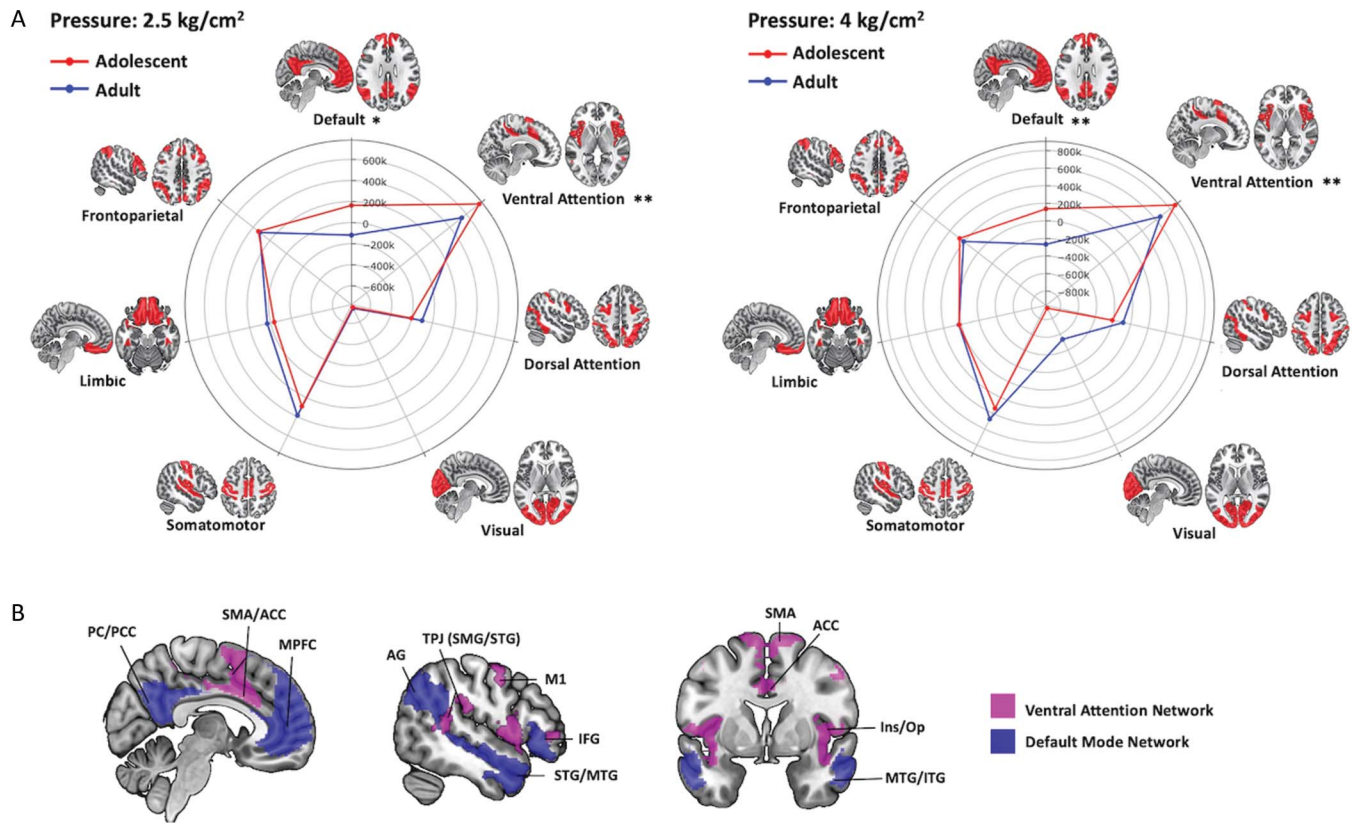 A
Pressure: 2.5 kg/cm²
Adolescent
Adult
Default *
Ventral Attention **
Frontoparietal
600k
400k
200k
0
−200k
−400k
−600k
Limbic
Dorsal Attention
Somatomotor
Visual
Pressure: 4 kg/cm²
Adolescent
Adult
Default **
Ventral Attention **
Frontoparietal
800k
600k
400k
200k
0
−200k
−400k
−600k
−800k
Limbic
Dorsal Attention
Somatomotor
Visual
B
PC/PCC
SMA/ACC
MPFC
AG
TPJ (SMG/STG)
M1
IFG
STG/MTG
SMA
ACC
Ins/Op
MTG/ITG
Ventral Attention Network
Default Mode Network